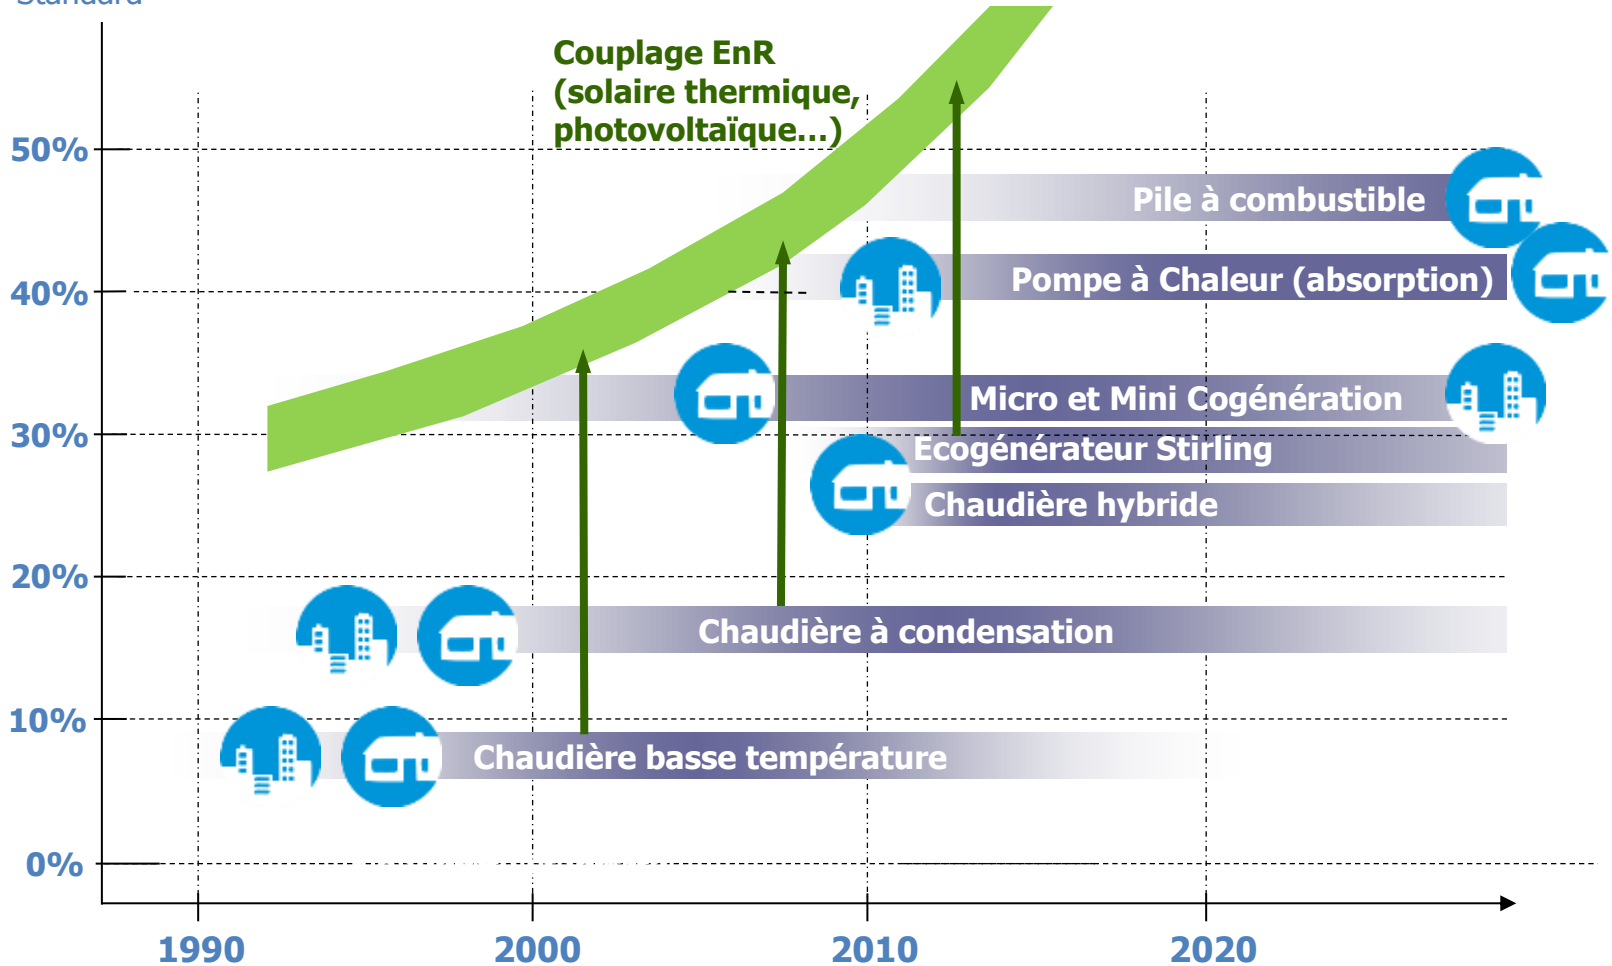 Standard
Couplage EnR
(solaire thermique,
photovoltaïque...)
50%
Pile à combustible
Pompe à Chaleur (absorption)
40%
Micro et Mini Cogénération
30%
Ecogénérateur Stirling
Chaudière hybride
20%
Chaudière à condensation
10%
Chaudière basse température
0%
1990 2000 2010 2020